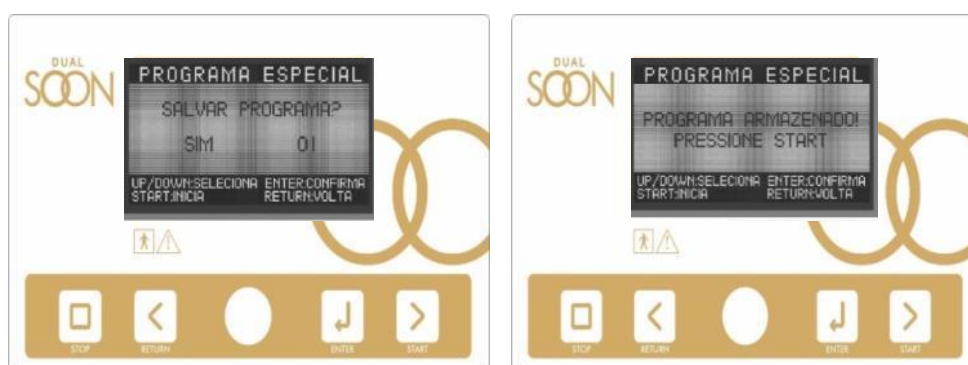 DUAL
SOON
PROGRAMA ESPECIAL
SALVAR PROGRAMA?
SIM 01
UP/DOWN:SELECIONA ENTER:CONFIRMA
START:INICIA RETURN:VOLTA
STOP
RETURN
ENTER
START
DUAL
SOON
PROGRAMA ESPECIAL
PROGRAMA ARMAZENADO!
PRESSIONE START
UP/DOWN:SELECIONA ENTER:CONFIRMA
START:INICIA RETURN:VOLTA
STOP
RETURN
ENTER
START